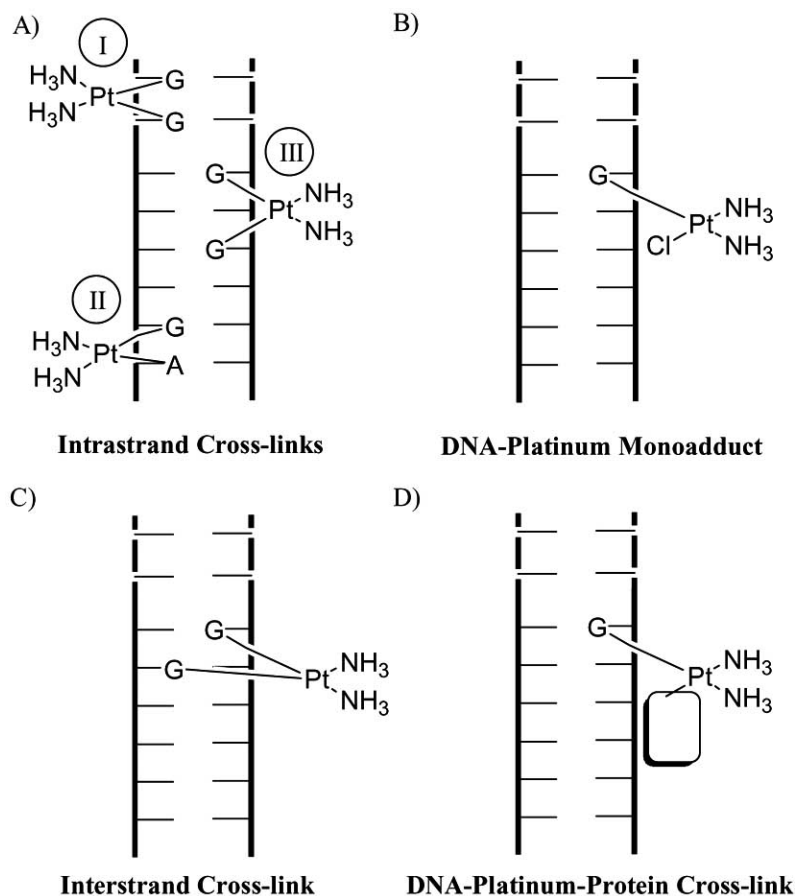 A)
I
H3N
H3N
Pt
G
G
III
G
G
Pt
NH3
NH3
II
H3N
H3N
Pt
G
A
Intrastrand Cross-links
B)
G
Pt
Cl
NH3
NH3
DNA-Platinum Monoadduct
C)
G
G
Pt
NH3
NH3
Interstrand Cross-link
D)
G
Pt
NH3
NH3
DNA-Platinum-Protein Cross-link